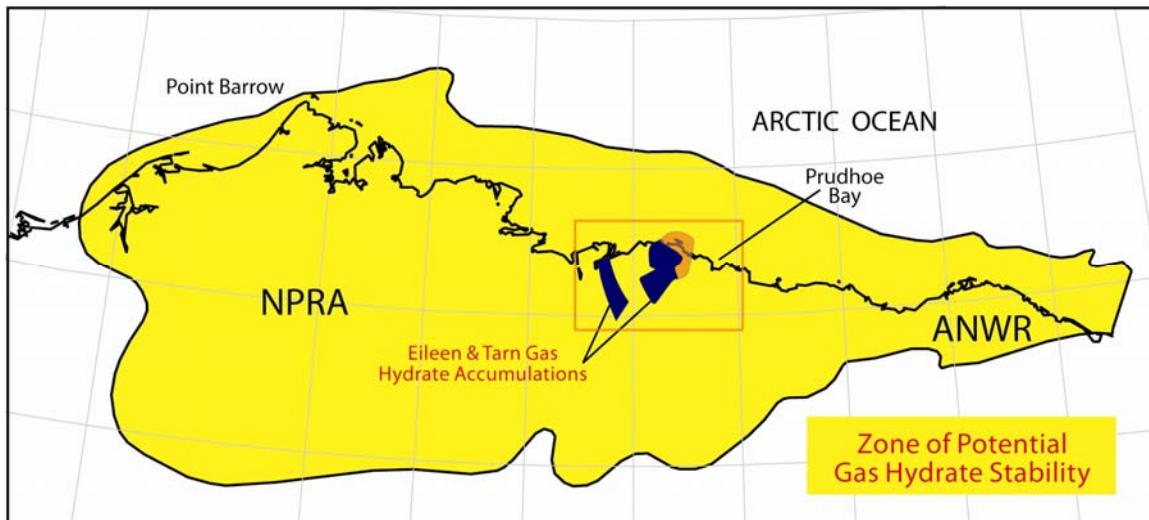 Point Barrow
ARCTIC OCEAN
Prudhoe
Bay
NPRA
ANWR
Eileen & Tarn Gas
Hydrate Accumulations
Zone of Potential
Gas Hydrate Stability